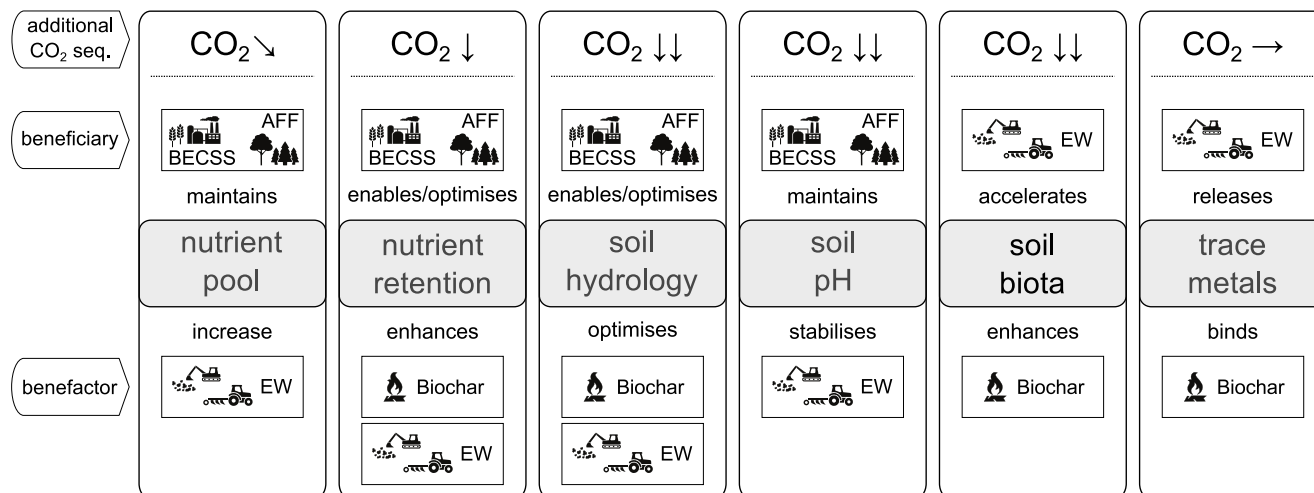 additional
CO₂ seq.
CO₂ ↘
CO₂ ↓
CO₂ ↓↓
CO₂ ↓↓
CO₂ ↓↓
CO₂ →
beneficiary
AFF
BECSS
AFF
BECSS
AFF
BECSS
AFF
BECSS
EW
EW
maintains
enables/optimises
enables/optimises
maintains
accelerates
releases
nutrient
pool
nutrient
retention
soil
hydrology
soil
pH
soil
biota
trace
metals
increase
enhances
optimises
stabilises
enhances
binds
benefactor
EW
Biochar
Biochar
EW
Biochar
Biochar
EW
EW